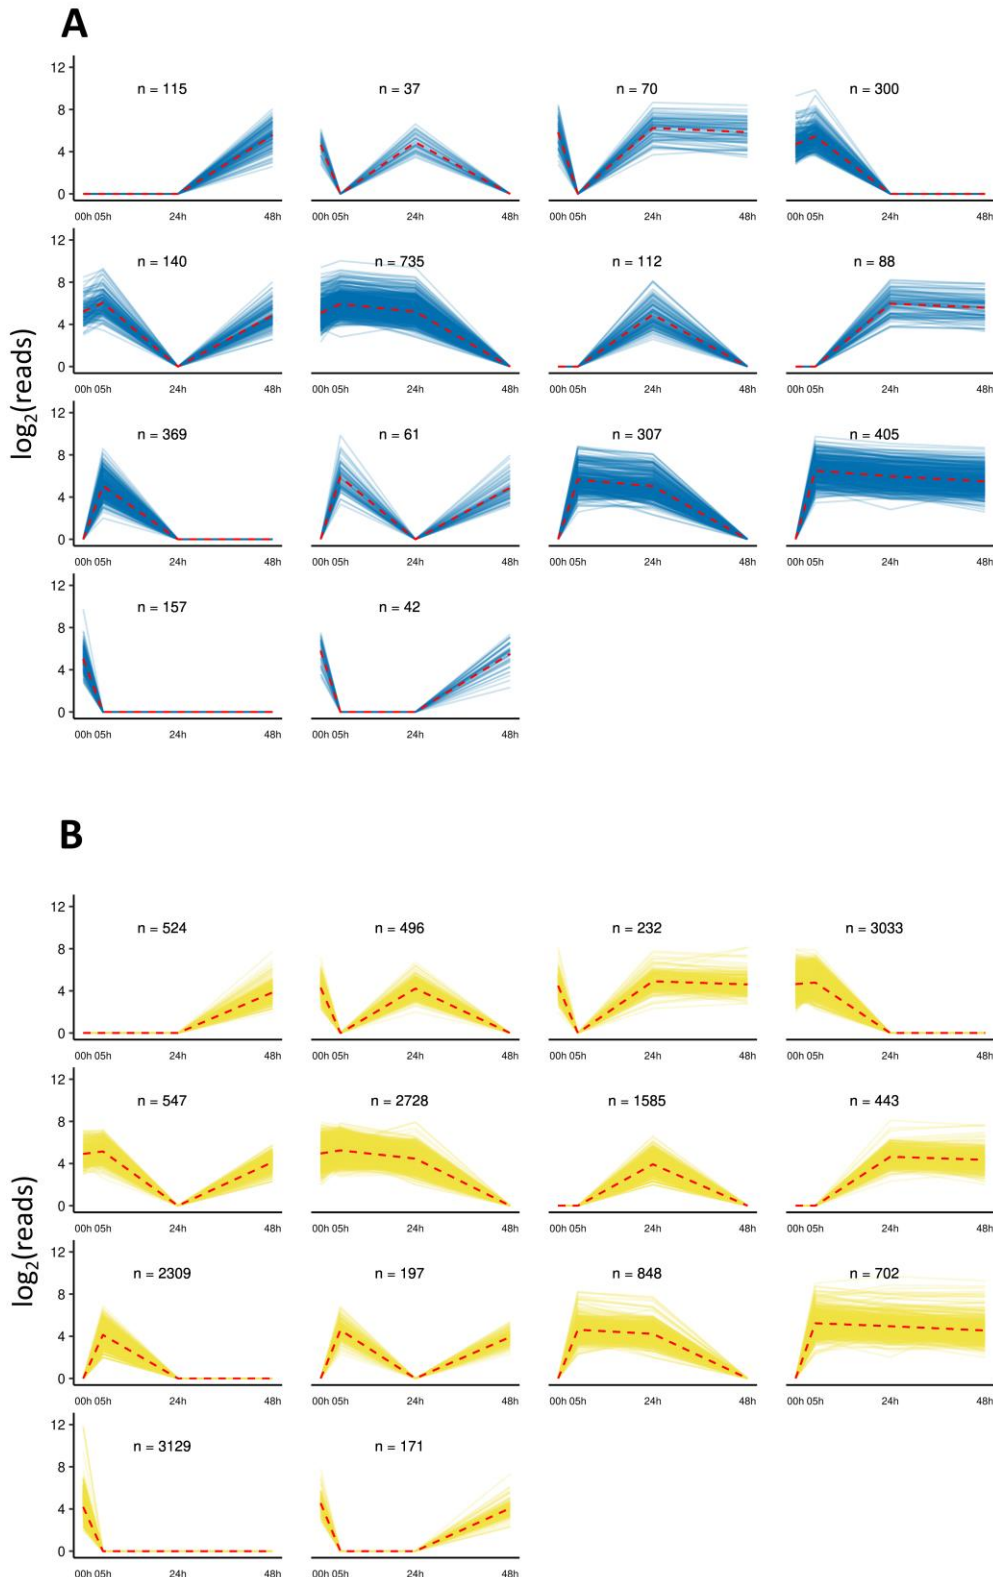 A
12
8
4
0
n = 115
n = 37
n = 70
n = 300
00h 05h 24h 48h
00h 05h 24h 48h
00h 05h 24h 48h
00h 05h 24h 48h
12
8
4
0
n = 140
n = 735
n = 112
n = 88
00h 05h 24h 48h
00h 05h 24h 48h
00h 05h 24h 48h
00h 05h 24h 48h
log₂(reads)
12
8
4
0
n = 369
n = 61
n = 307
n = 405
00h 05h 24h 48h
00h 05h 24h 48h
00h 05h 24h 48h
00h 05h 24h 48h
12
8
4
0
n = 157
n = 42
00h 05h 24h 48h
00h 05h 24h 48h
B
12
8
4
0
n = 524
n = 496
n = 232
n = 3033
00h 05h 24h 48h
00h 05h 24h 48h
00h 05h 24h 48h
00h 05h 24h 48h
12
8
4
0
n = 547
n = 2728
n = 1585
n = 443
00h 05h 24h 48h
00h 05h 24h 48h
00h 05h 24h 48h
00h 05h 24h 48h
log₂(reads)
12
8
4
0
n = 2309
n = 197
n = 848
n = 702
00h 05h 24h 48h
00h 05h 24h 48h
00h 05h 24h 48h
00h 05h 24h 48h
12
8
4
0
n = 3129
n = 171
00h 05h 24h 48h
00h 05h 24h 48h